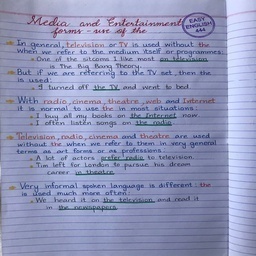 Media and Entertainment
forms - use of the
EASY
ENGLISH
444
In general, television or TV is used without the
when we refer to the medium itself or programmes:
One of the sitcoms I like most on television
is The Big Bang Theory.
But if we are referring to the TV set, then the
is used:
I turned off the TV and went to bed
With radio, cinema, theatre, web and Internet
it is normal to use the in most situations:
I buy all my books on the Internet now
I often listen songs on the radio
Television, radio, cinema and theatre are used
without the when we refer to them in very general
terms as art forms or as professions.
A lot of actors prefer radio to television
Tim left for London to pursue his dream
career in theatre
Very informal spoken language is different: the
is used much more often:
We heard it on the television and read it
in the newspapers